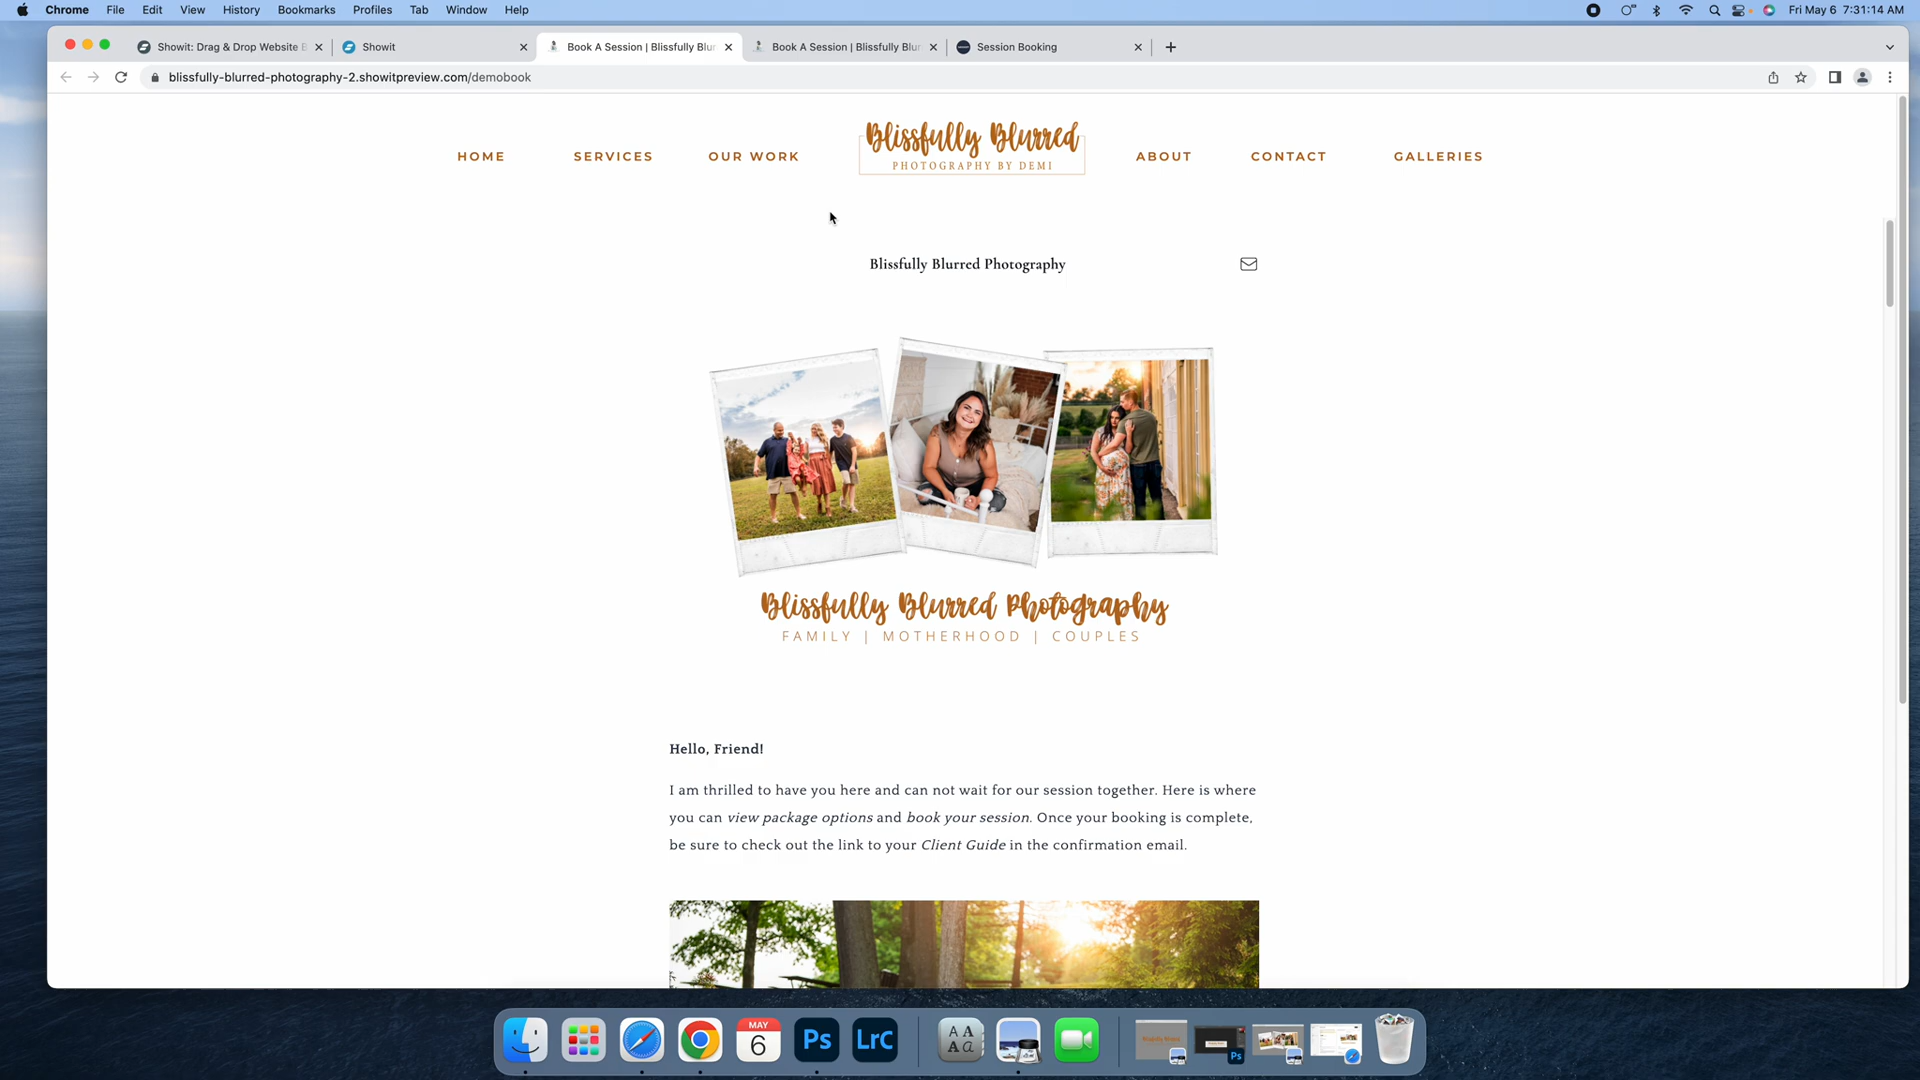 Chrome File Edit View History Bookmarks Profiles Tab Window Help Fri May 6 7:31:14 AM
Showit: Drag & Drop Website B Showit Book A Session | Blissfully Blur Book A Session | Blissfully Blur Session Booking
blissfully-blurred-photography-2.showitpreview.com/demobook
HOME SERVICES OUR WORK Blissfully Blurred ABOUT CONTACT GALLERIES
PHOTOGRAPHY BY DEMI
Blissfully Blurred Photography
Blissfully Blurred Photography
FAMILY | MOTHERHOOD | COUPLES
Hello, Friend!
I am thrilled to have you here and can not wait for our session together. Here is where
you can view package options and book your session. Once your booking is complete,
be sure to check out the link to your Client Guide in the confirmation email.
MAY
6 Ps LrC
Ps